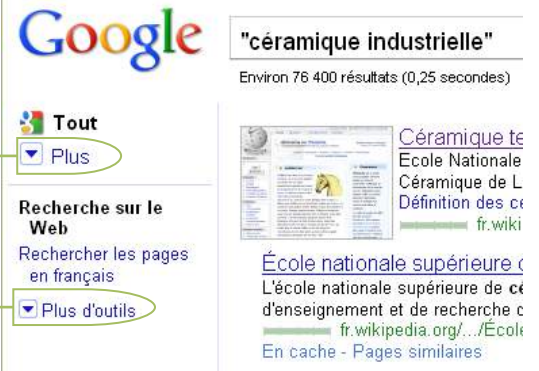 Google
"céramique industrielle"
Environ 76 400 résultats (0,25 secondes)
Tout
Plus
Recherche sur le
Web
Rechercher les pages
en français
Plus d'outils
Céramique te
Ecole Nationale
Céramique de L
Définition des cé
fr.wiki
École nationale supérieure d
L'école nationale supérieure de cé
d'enseignement et de recherche c
fr.wikipedia.org/.../École
En cache - Pages similaires